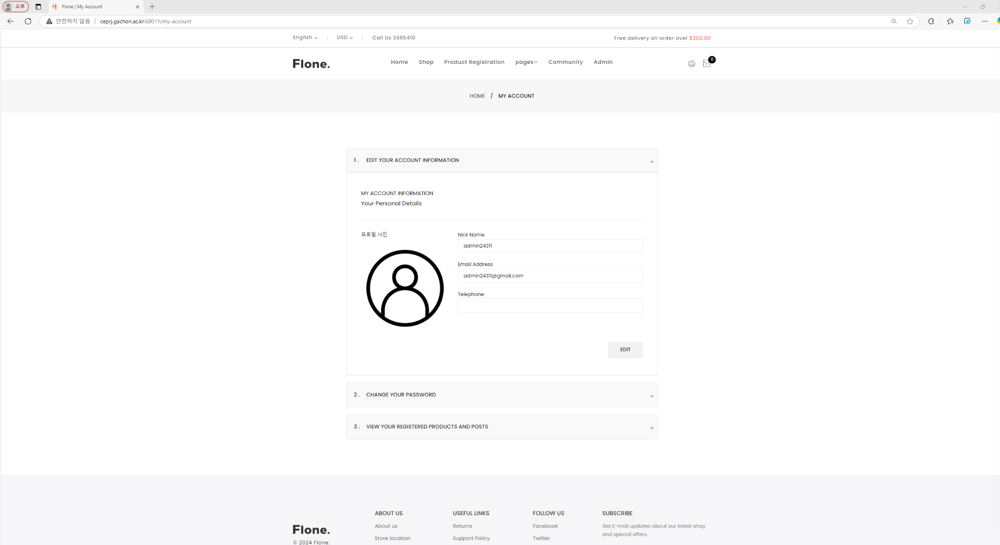 오류
Flone | My Account
안전하지 않음
ceprj.gachon.ac.kr:60011/my-account
English
USD
Call Us 3965410
Free delivery on order over $200.00
Flone.
Home
Shop
Product Registration
pages
Community
Admin
0
HOME / MY ACCOUNT
1. EDIT YOUR ACCOUNT INFORMATION
MY ACCOUNT INFORMATION
Your Personal Details
프로필 사진
Nick Name
admin24311
Email Address
admin24311@gmail.com
Telephone
EDIT
2. CHANGE YOUR PASSWORD
3. VIEW YOUR REGISTERED PRODUCTS AND POSTS
Flone.
© 2024 Flone.
ABOUT US
About us
Store location
USEFUL LINKS
Returns
Support Policy
FOLLOW US
Facebook
Twitter
SUBSCRIBE
Get E-mail updates about our latest shop
and special offers.